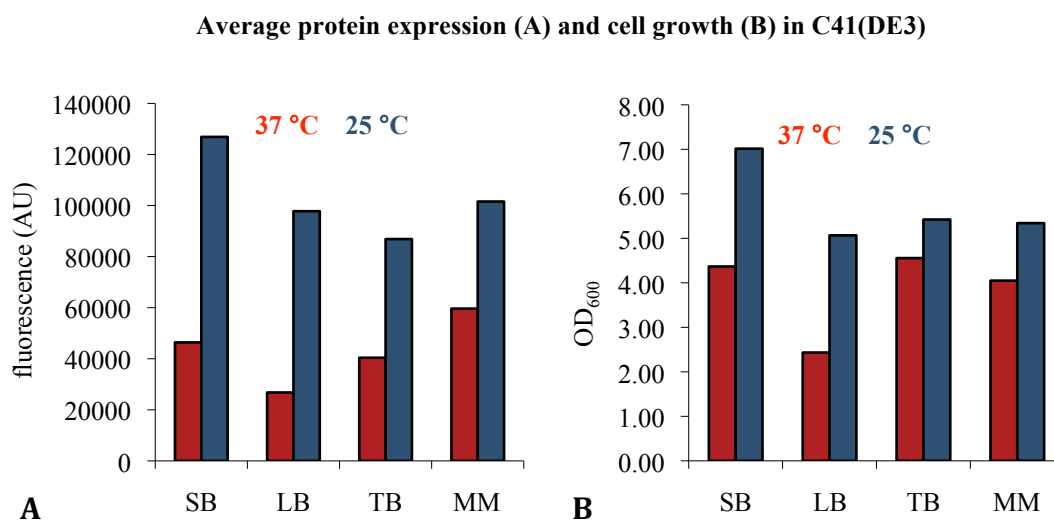 Average protein expression (A) and cell growth (B) in C41(DE3)
fluorescence (AU)
140000
120000
100000
80000
60000
40000
20000
0
37 °C 25 °C
SB LB TB MM
A
OD600
8.00
7.00
6.00
5.00
4.00
3.00
2.00
1.00
0.00
37 °C 25 °C
SB LB TB MM
B